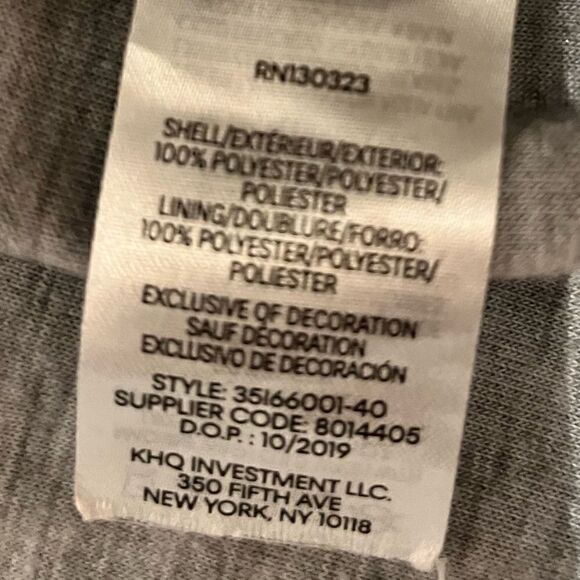 RN130323
SHELL/EXTÉRIEUR/EXTERIOR:
100% POLYESTER/POLYESTER/
POLIESTER
LINING/DOUBLURE/FORRO:
100% POLYESTER/POLYESTER/
POLIESTER
EXCLUSIVE OF DECORATION
SAUF DÉCORATION
EXCLUSIVO DE DECORACIÓN
STYLE: 35166001-40
SUPPLIER CODE: 8014405
D.O.P. : 10/2019
KHQ INVESTMENT LLC.
350 FIFTH AVE
NEW YORK, NY 10118